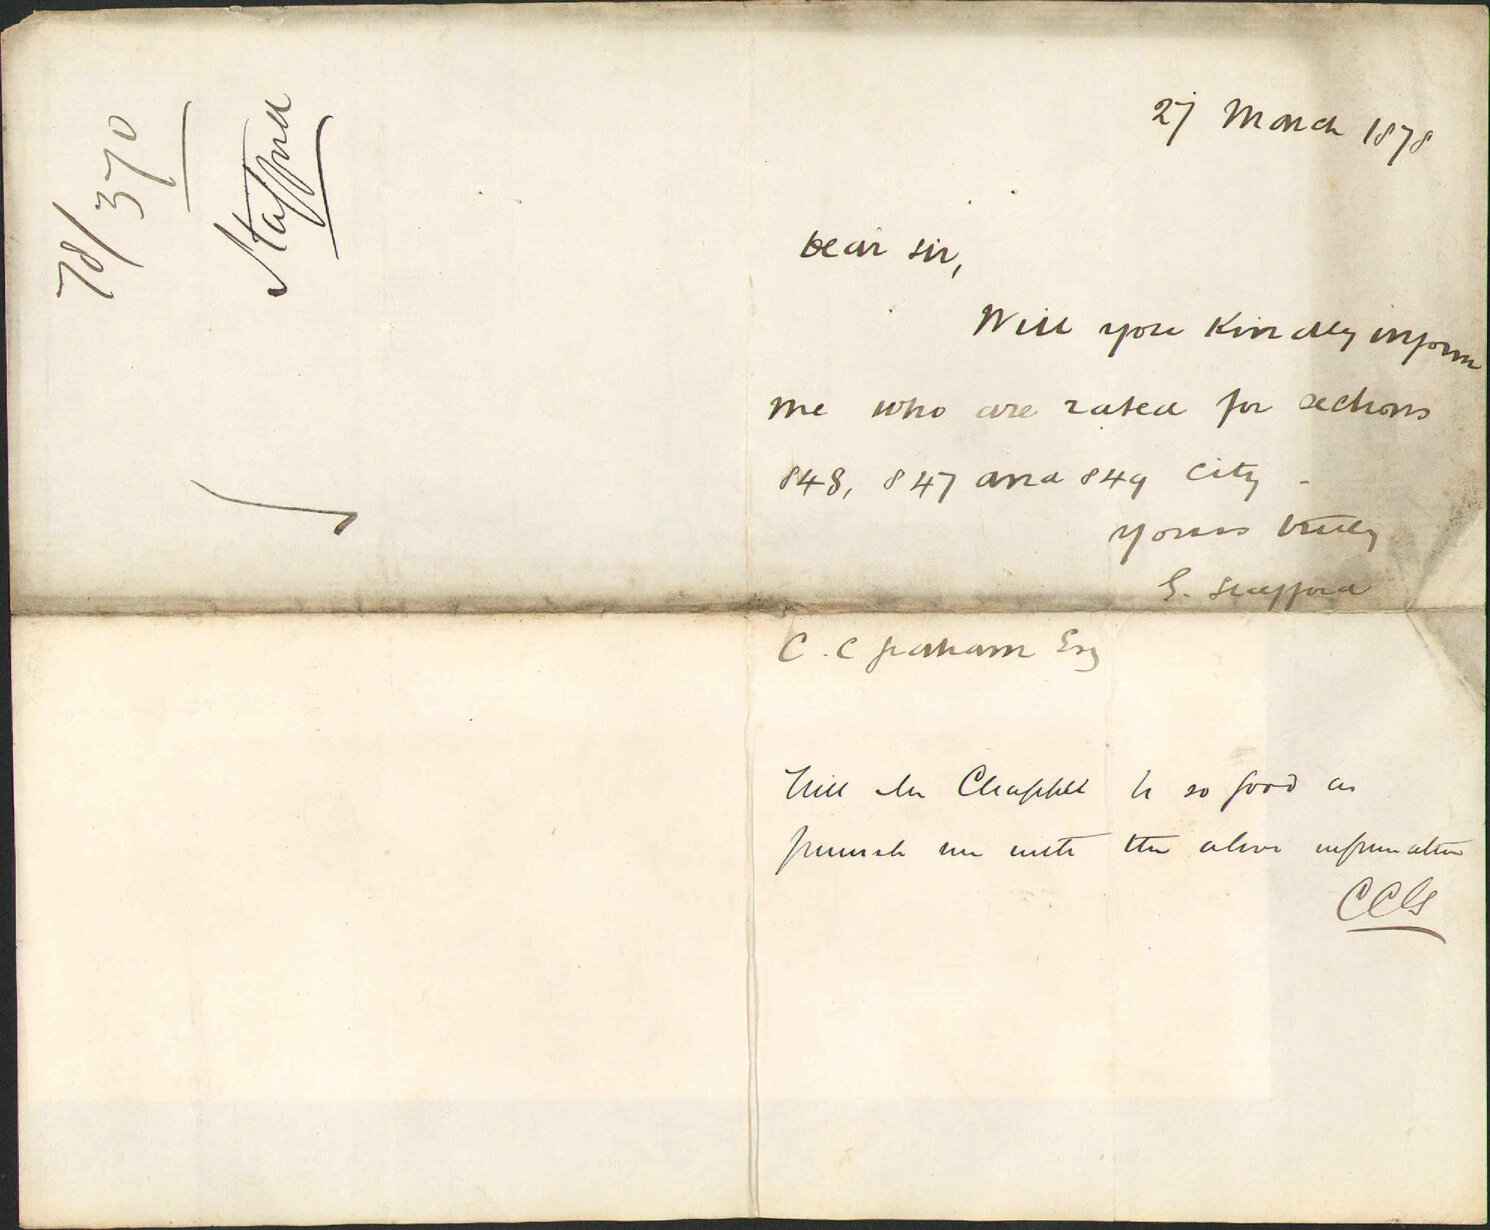 78/370
Stafford
27 March 1878
Dear Sir,
Will you Kindly inform
me who are rated for sections
848, 847 and 849 City -
Yours truly
E. Stafford
C. C Graham Esq
Will Mr Chappell be so good as
furnish me with the above information
CCG